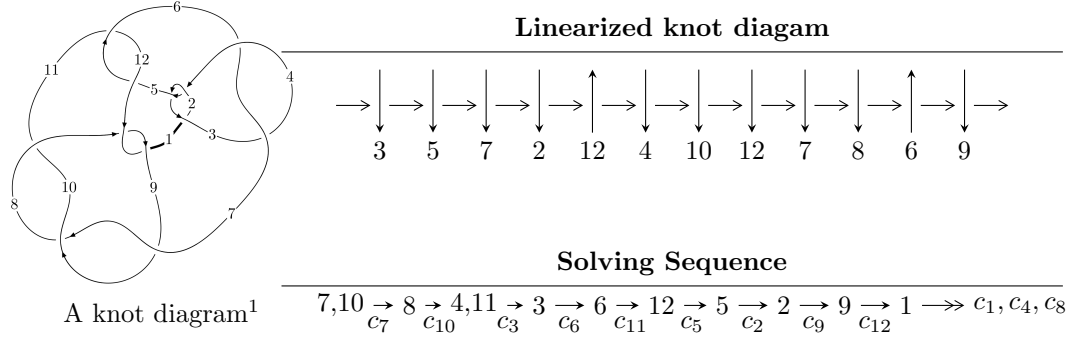 6
11
12
5
4
2
3
1
10
9
8
7
A knot diagram¹
Linearized knot diagam
3 5 7 2 12 4 10 12 7 8 6 9
Solving Sequence
7,10 → 8 → 4,11 → 3 → 6 → 12 → 5 → 2 → 9 → 1 ↠ c₁, c₄, c₈
c₇ c₁₀ c₃ c₆ c₁₁ c₅ c₂ c₉ c₁₂